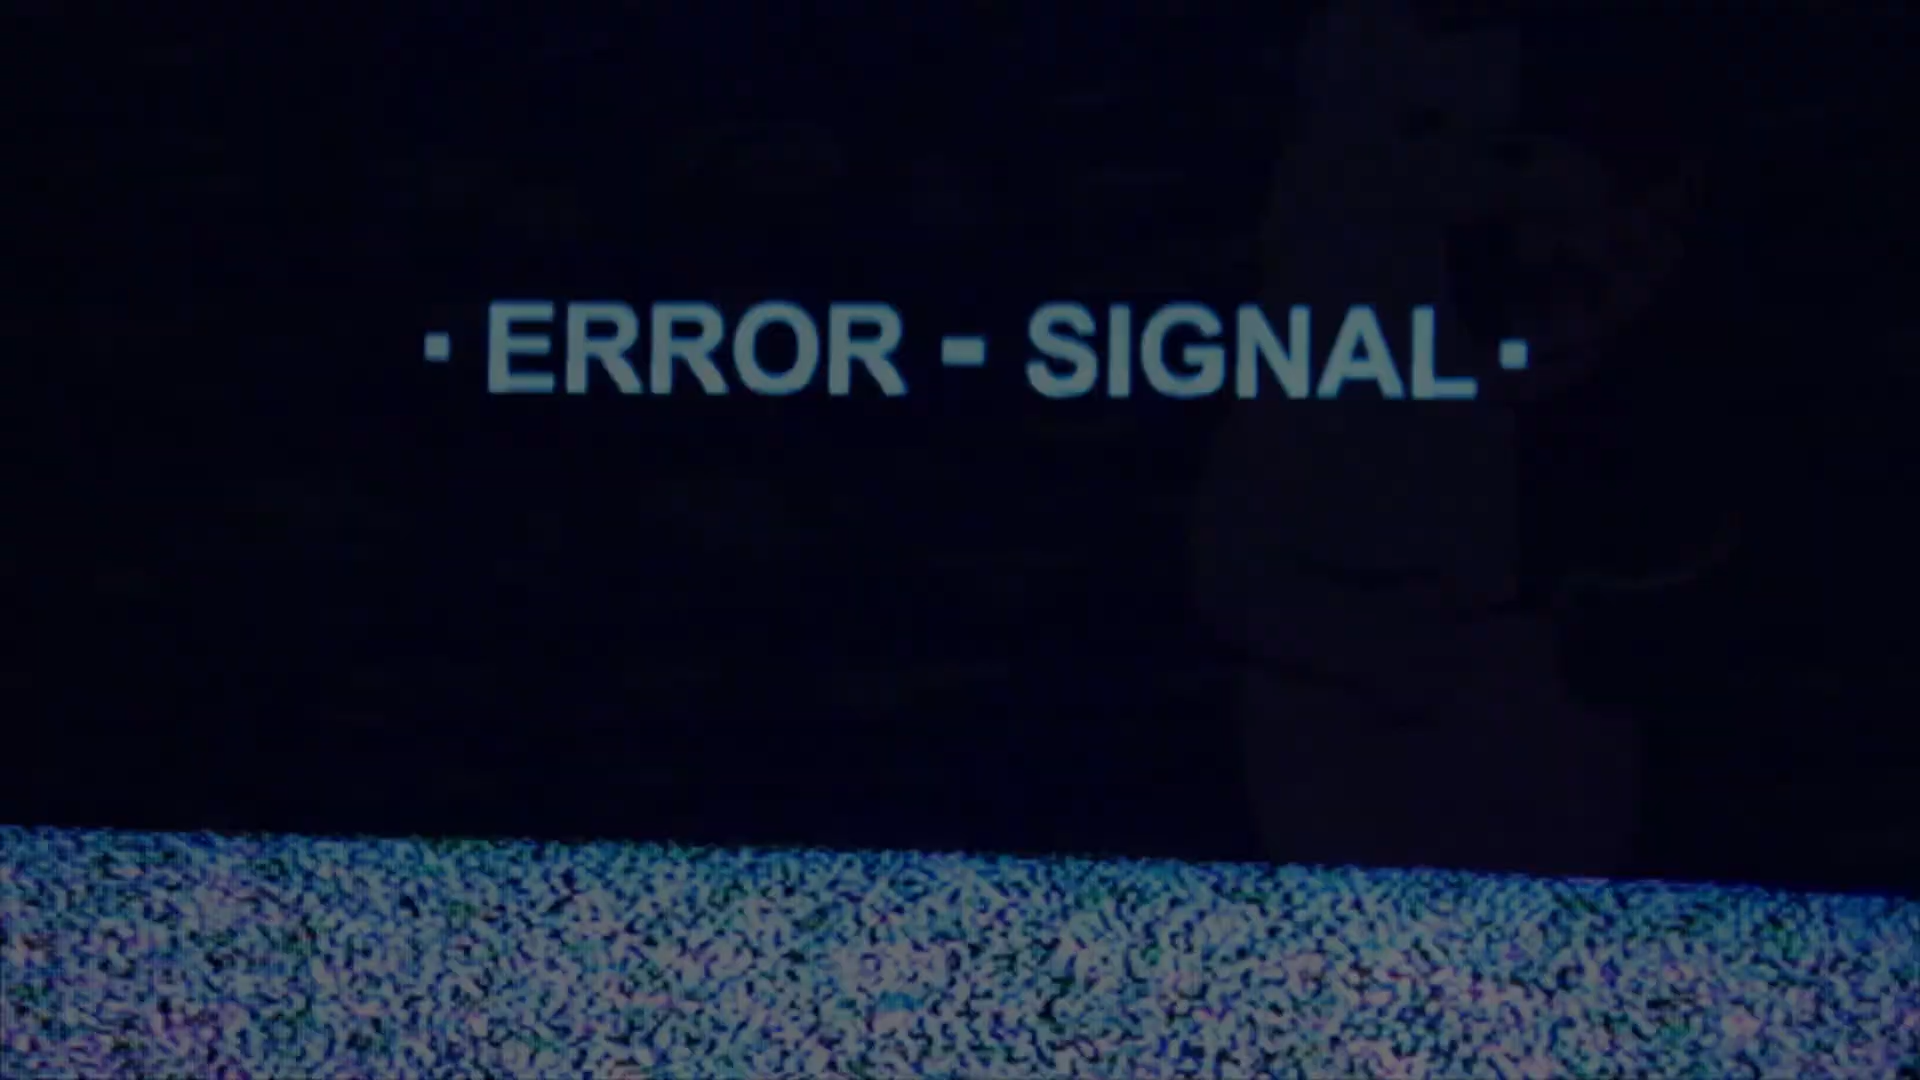 · ERROR - SIGNAL ·